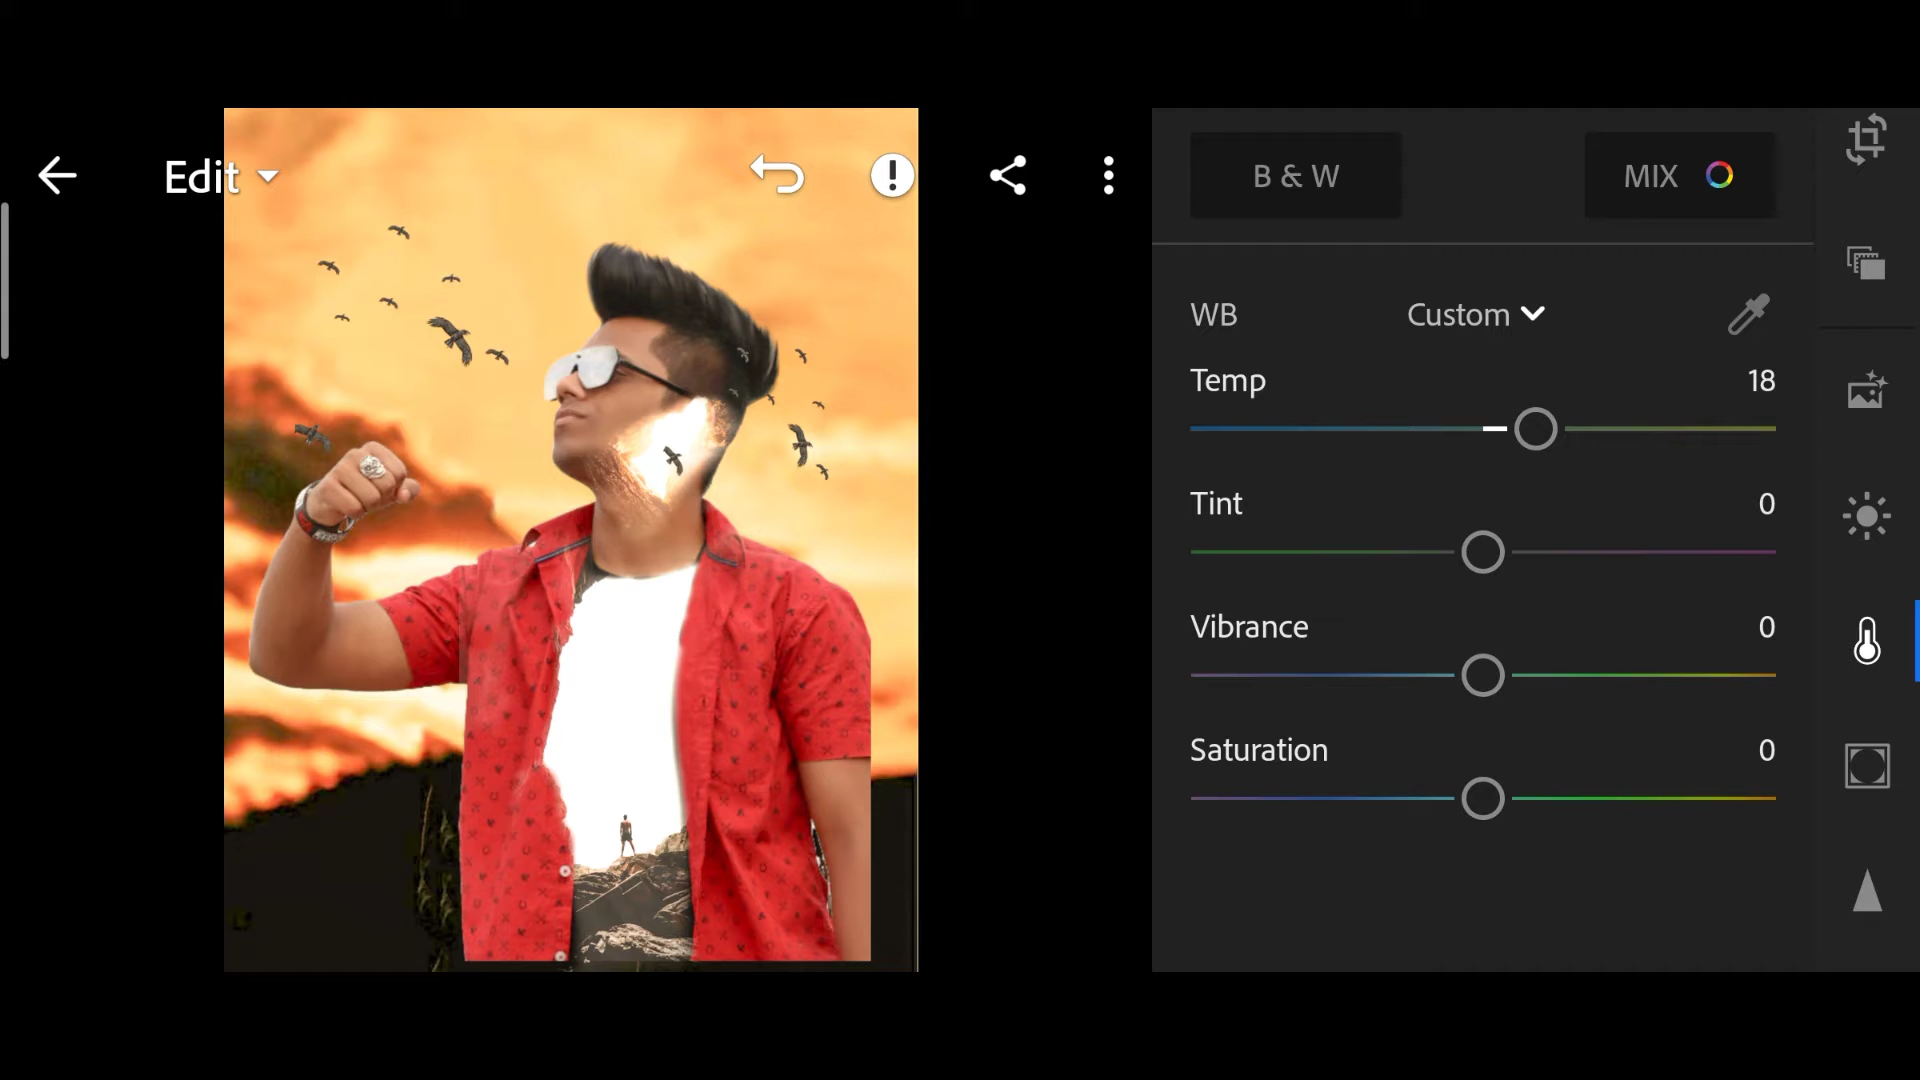 Edit
B & W
MIX
WB
Custom
Temp
18
Tint
0
Vibrance
0
Saturation
0